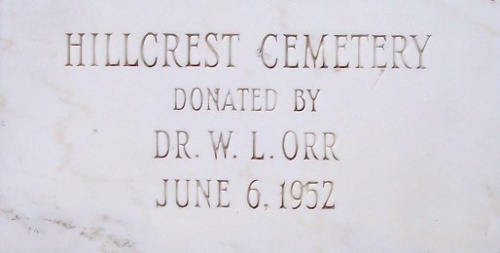 HILLCREST CEMETERY
DONATED BY
DR. W. L. ORR
JUNE 6, 1952